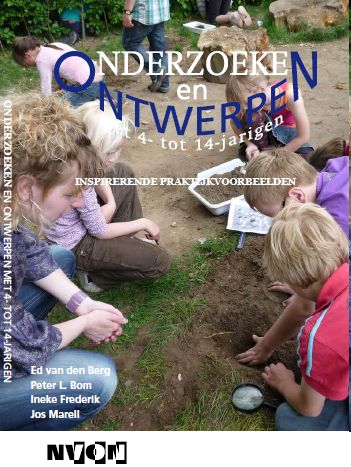 ONDERZOEKEN
en
ONTWERPEN
met 4- tot 14-jarigen
INSPIRERENDE PRAKTIJKVOORBEELDEN
ONDERZOEKEN EN ONTWERPEN MET 4- TOT 14-JARIGEN
Ed van den Berg
Peter L. Bom
Ineke Frederik
Jos Marell
NVON